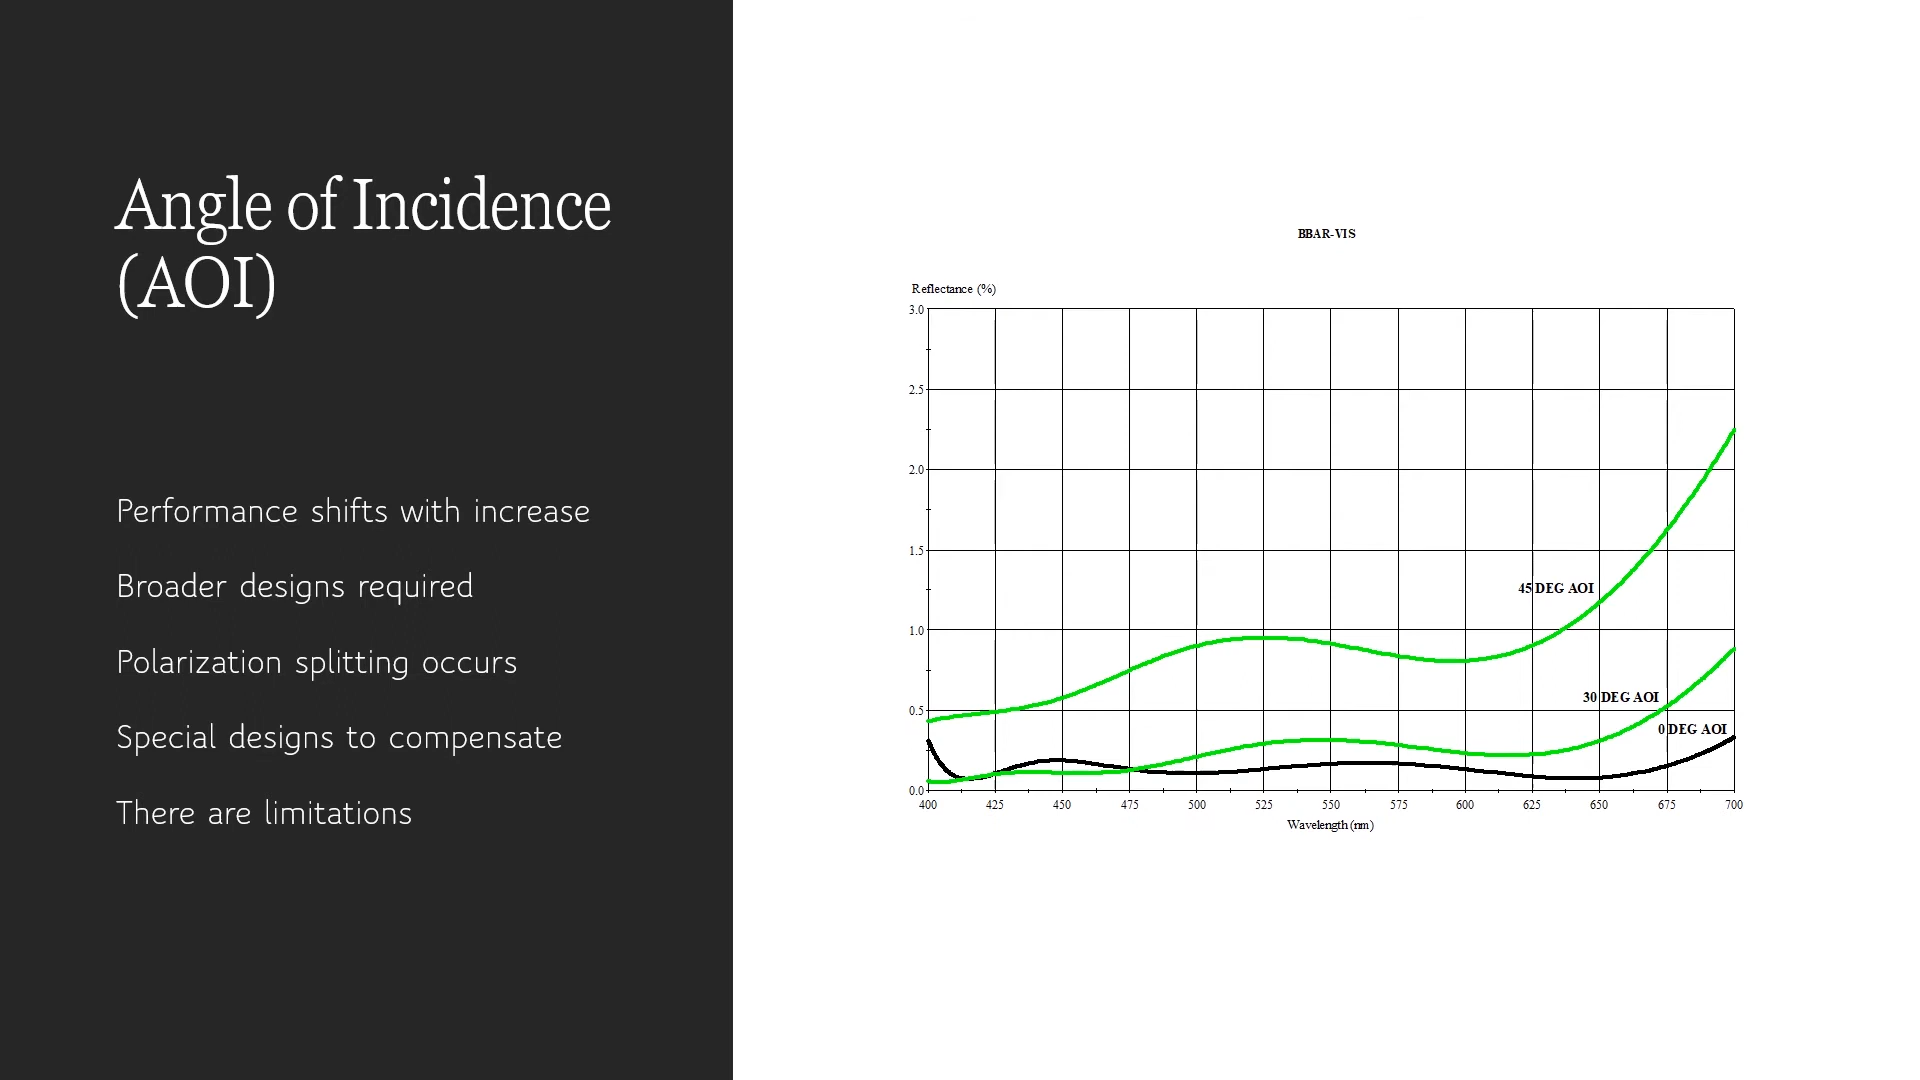 Angle of Incidence
(AOI)
Performance shifts with increase
Broader designs required
Polarization splitting occurs
Special designs to compensate
There are limitations
BBAR-VIS
Reflectance (%)
3.0
2.5
2.0
1.5
1.0
0.5
0.0
45 DEG AOI
30 DEG AOI
0 DEG AOI
400 425 450 475 500 525 550 575 600 625 650 675 700
Wavelength (nm)